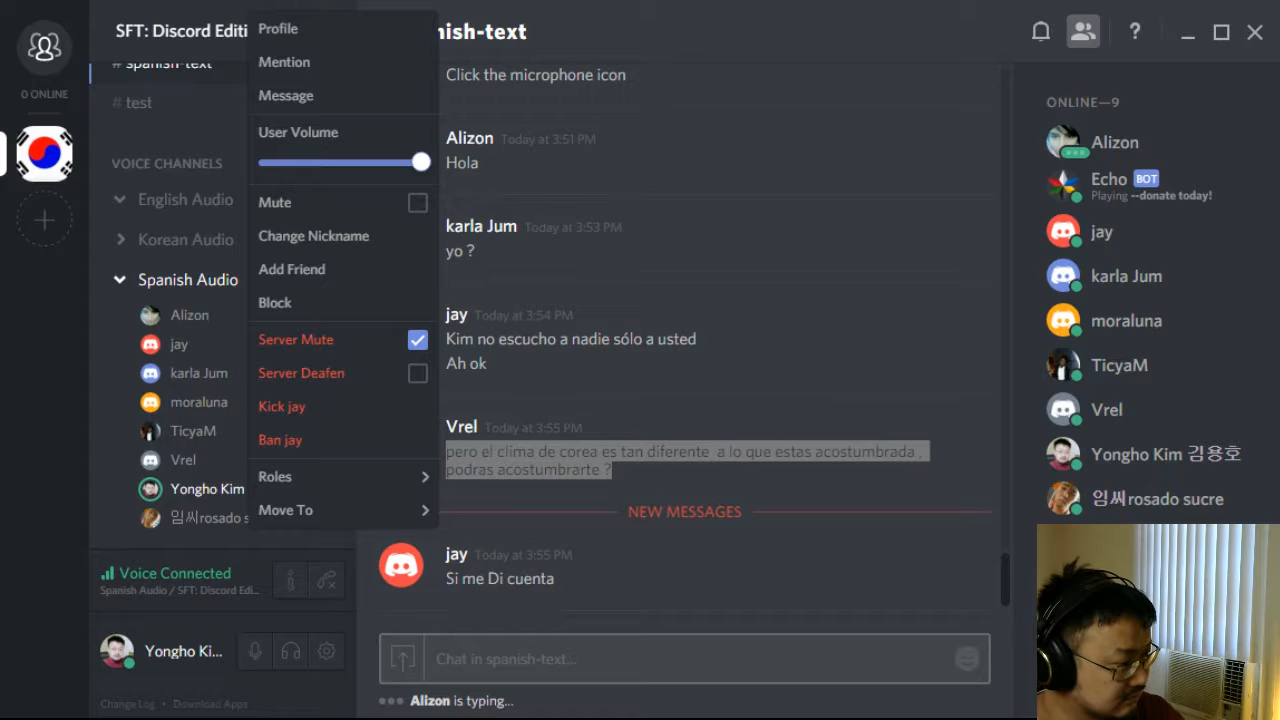 0 ONLINE
SFT: Discord Editi
# spanish-text
# test
VOICE CHANNELS
English Audio
Korean Audio
Spanish Audio
Alizon
jay
karla Jum
moraluna
TicyaM
Vrel
Yongho Kim
임씨rosado s
Voice Connected
Spanish Audio / SFT: Discord Edi...
Yongho Ki...
Change Log • Download Apps
Profile
Mention
Message
User Volume
Mute
Change Nickname
Add Friend
Block
Server Mute
Server Deafen
Kick jay
Ban jay
Roles
Move To
nish-text
Click the microphone icon
Alizon Today at 3:51 PM
Hola
karla Jum Today at 3:53 PM
yo ?
jay Today at 3:54 PM
Kim no escucho a nadie sólo a usted
Ah ok
Vrel Today at 3:55 PM
pero el clima de corea es tan diferente a lo que estas acostumbrada ,
podras acostumbrarte ?
NEW MESSAGES
jay Today at 3:55 PM
Si me Di cuenta
Chat in spanish-text...
Alizon is typing...
ONLINE—9
Alizon
Echo BOT
Playing --donate today!
jay
karla Jum
moraluna
TicyaM
Vrel
Yongho Kim 김용호
임씨rosado sucre